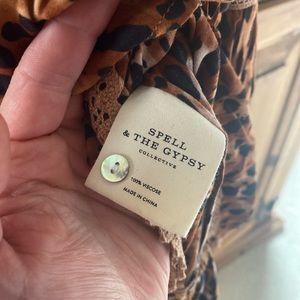 SPELL
& THE GYPSY
COLLECTIVE
100% VISCOSE
MADE IN CHINA